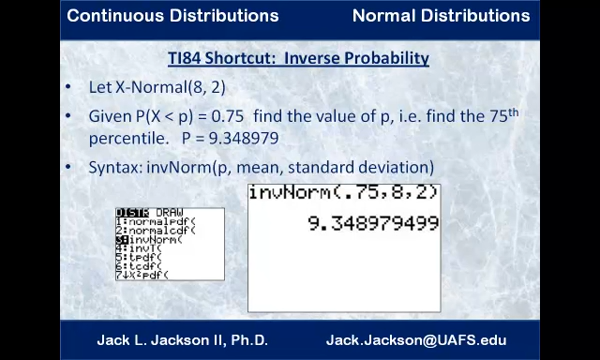 Continuous Distributions Normal Distributions
TI84 Shortcut: Inverse Probability
• Let X-Normal(8, 2)
• Given P(X < p) = 0.75 find the value of p, i.e. find the 75th
percentile. P = 9.348979
• Syntax: invNorm(p, mean, standard deviation)
DISTR DRAW
1:normalpdf(
2:normalcdf(
3:invNorm(
4:invT(
5:tpdf(
6:tcdf(
7↓X²pdf(
invNorm(.75,8,2)
9.348979499
Jack L. Jackson II, Ph.D. Jack.Jackson@UAFS.edu